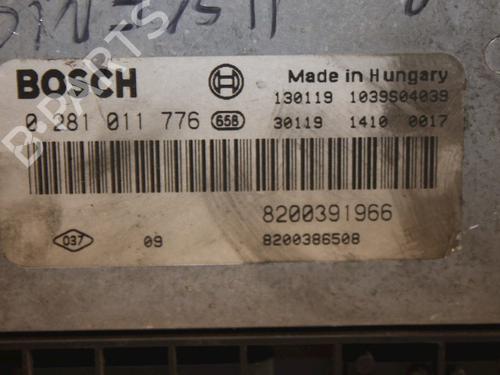 BOSCH Made in Hungary
130119 1039S04039
0 281 011 776 658 30119 1410 0017
8200391966
037 09 8200386508
B-PARTS